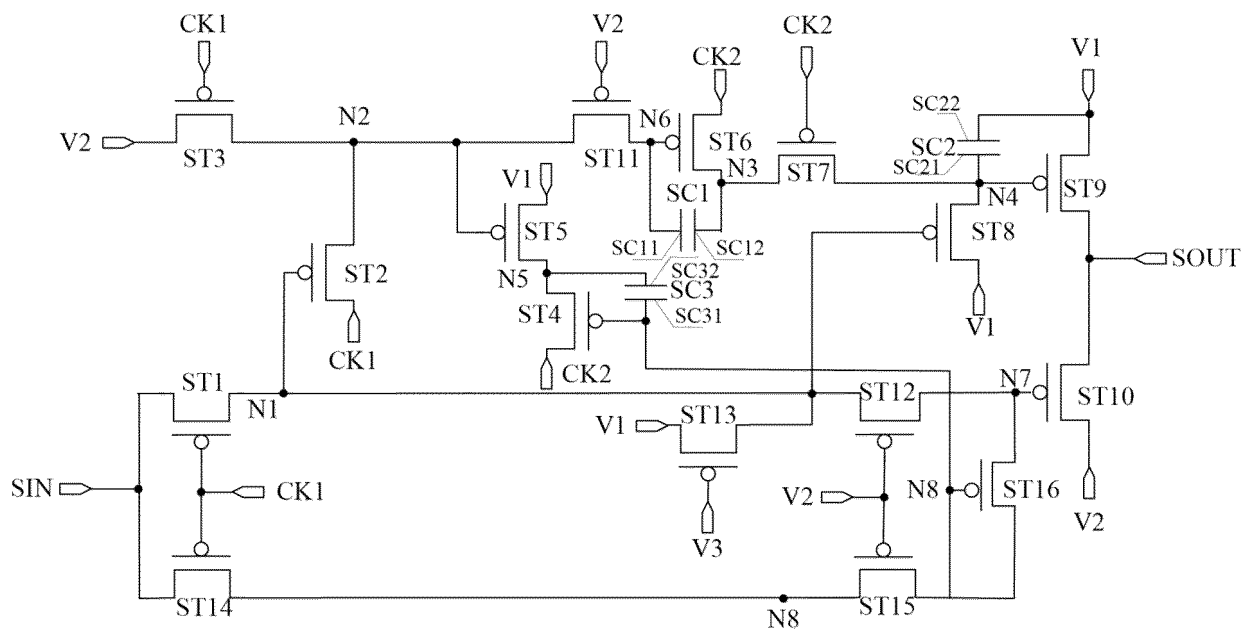 CK1
V2
CK2
CK2
V1
V2
ST3
N2
ST11
N6
ST6
N3
ST7
SC22
SC2
SC21
N4
ST9
V1
ST5
SC1
SC11
SC12
ST8
V1
SOUT
ST2
CK1
N5
SC32
SC3
SC31
ST4
CK2
ST1
N1
V1
ST13
ST12
N7
ST10
SIN
CK1
V3
V2
N8
ST16
V2
ST14
N8
ST15